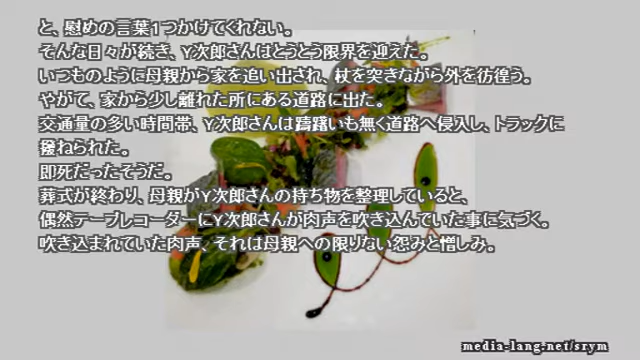 と、慰めの言葉1つかけてくれない。
そんな日々が続き、Y次郎さんはとうとう限界を迎えた。
いつものように母親から家を追い出され、杖を突きながら外を彷徨う。
やがて、家から少し離れた所にある道路に出た。
交通量の多い時間帯、Y次郎さんは躊躇いも無く道路へ侵入し、トラックに
撥ねられた。
即死だったそうだ。
葬式が終わり、母親がY次郎さんの持ち物を整理していると、
偶然テープレコーダーにY次郎さんが肉声を吹き込んでいた事に気づく。
吹き込まれていた肉声、それは母親への限りない怨みと憎しみ。
media-lang.net/srym